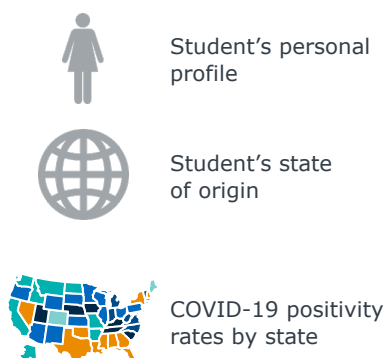 Student’s personal
profile
Student’s state
of origin
COVID-19 positivity
rates by state